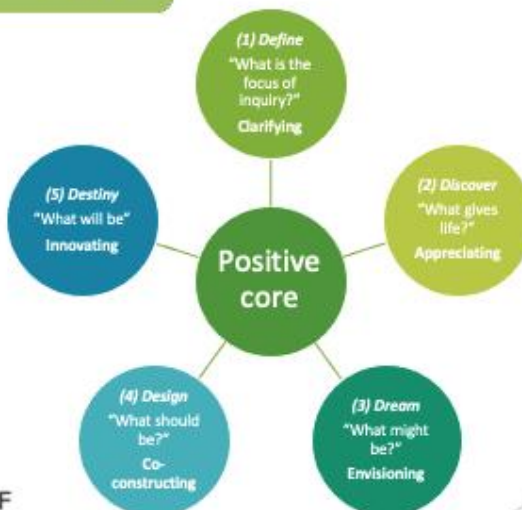 (1) Define
"What is the
focus of
inquiry?"
Clarifying
(2) Discover
"What gives
life?"
Appreciating
(3) Dream
"What might
be?"
Envisioning
(4) Design
"What should
be?"
Co-
constructing
(5) Destiny
"What will be"
Innovating
Positive
core
F